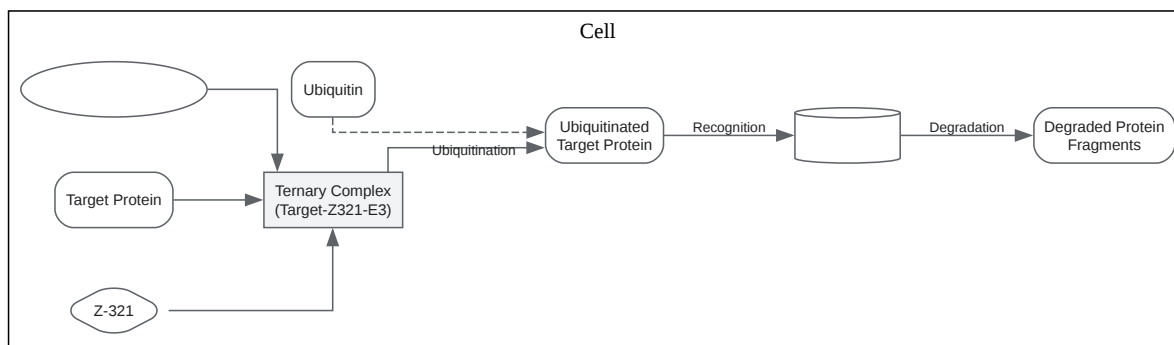 Cell
Ubiquitin
Ubiquitinated
Target Protein
Recognition
Degradation
Degraded Protein
Fragments
Ubiquitination
Target Protein
Ternary Complex
(Target-Z321-E3)
Z-321